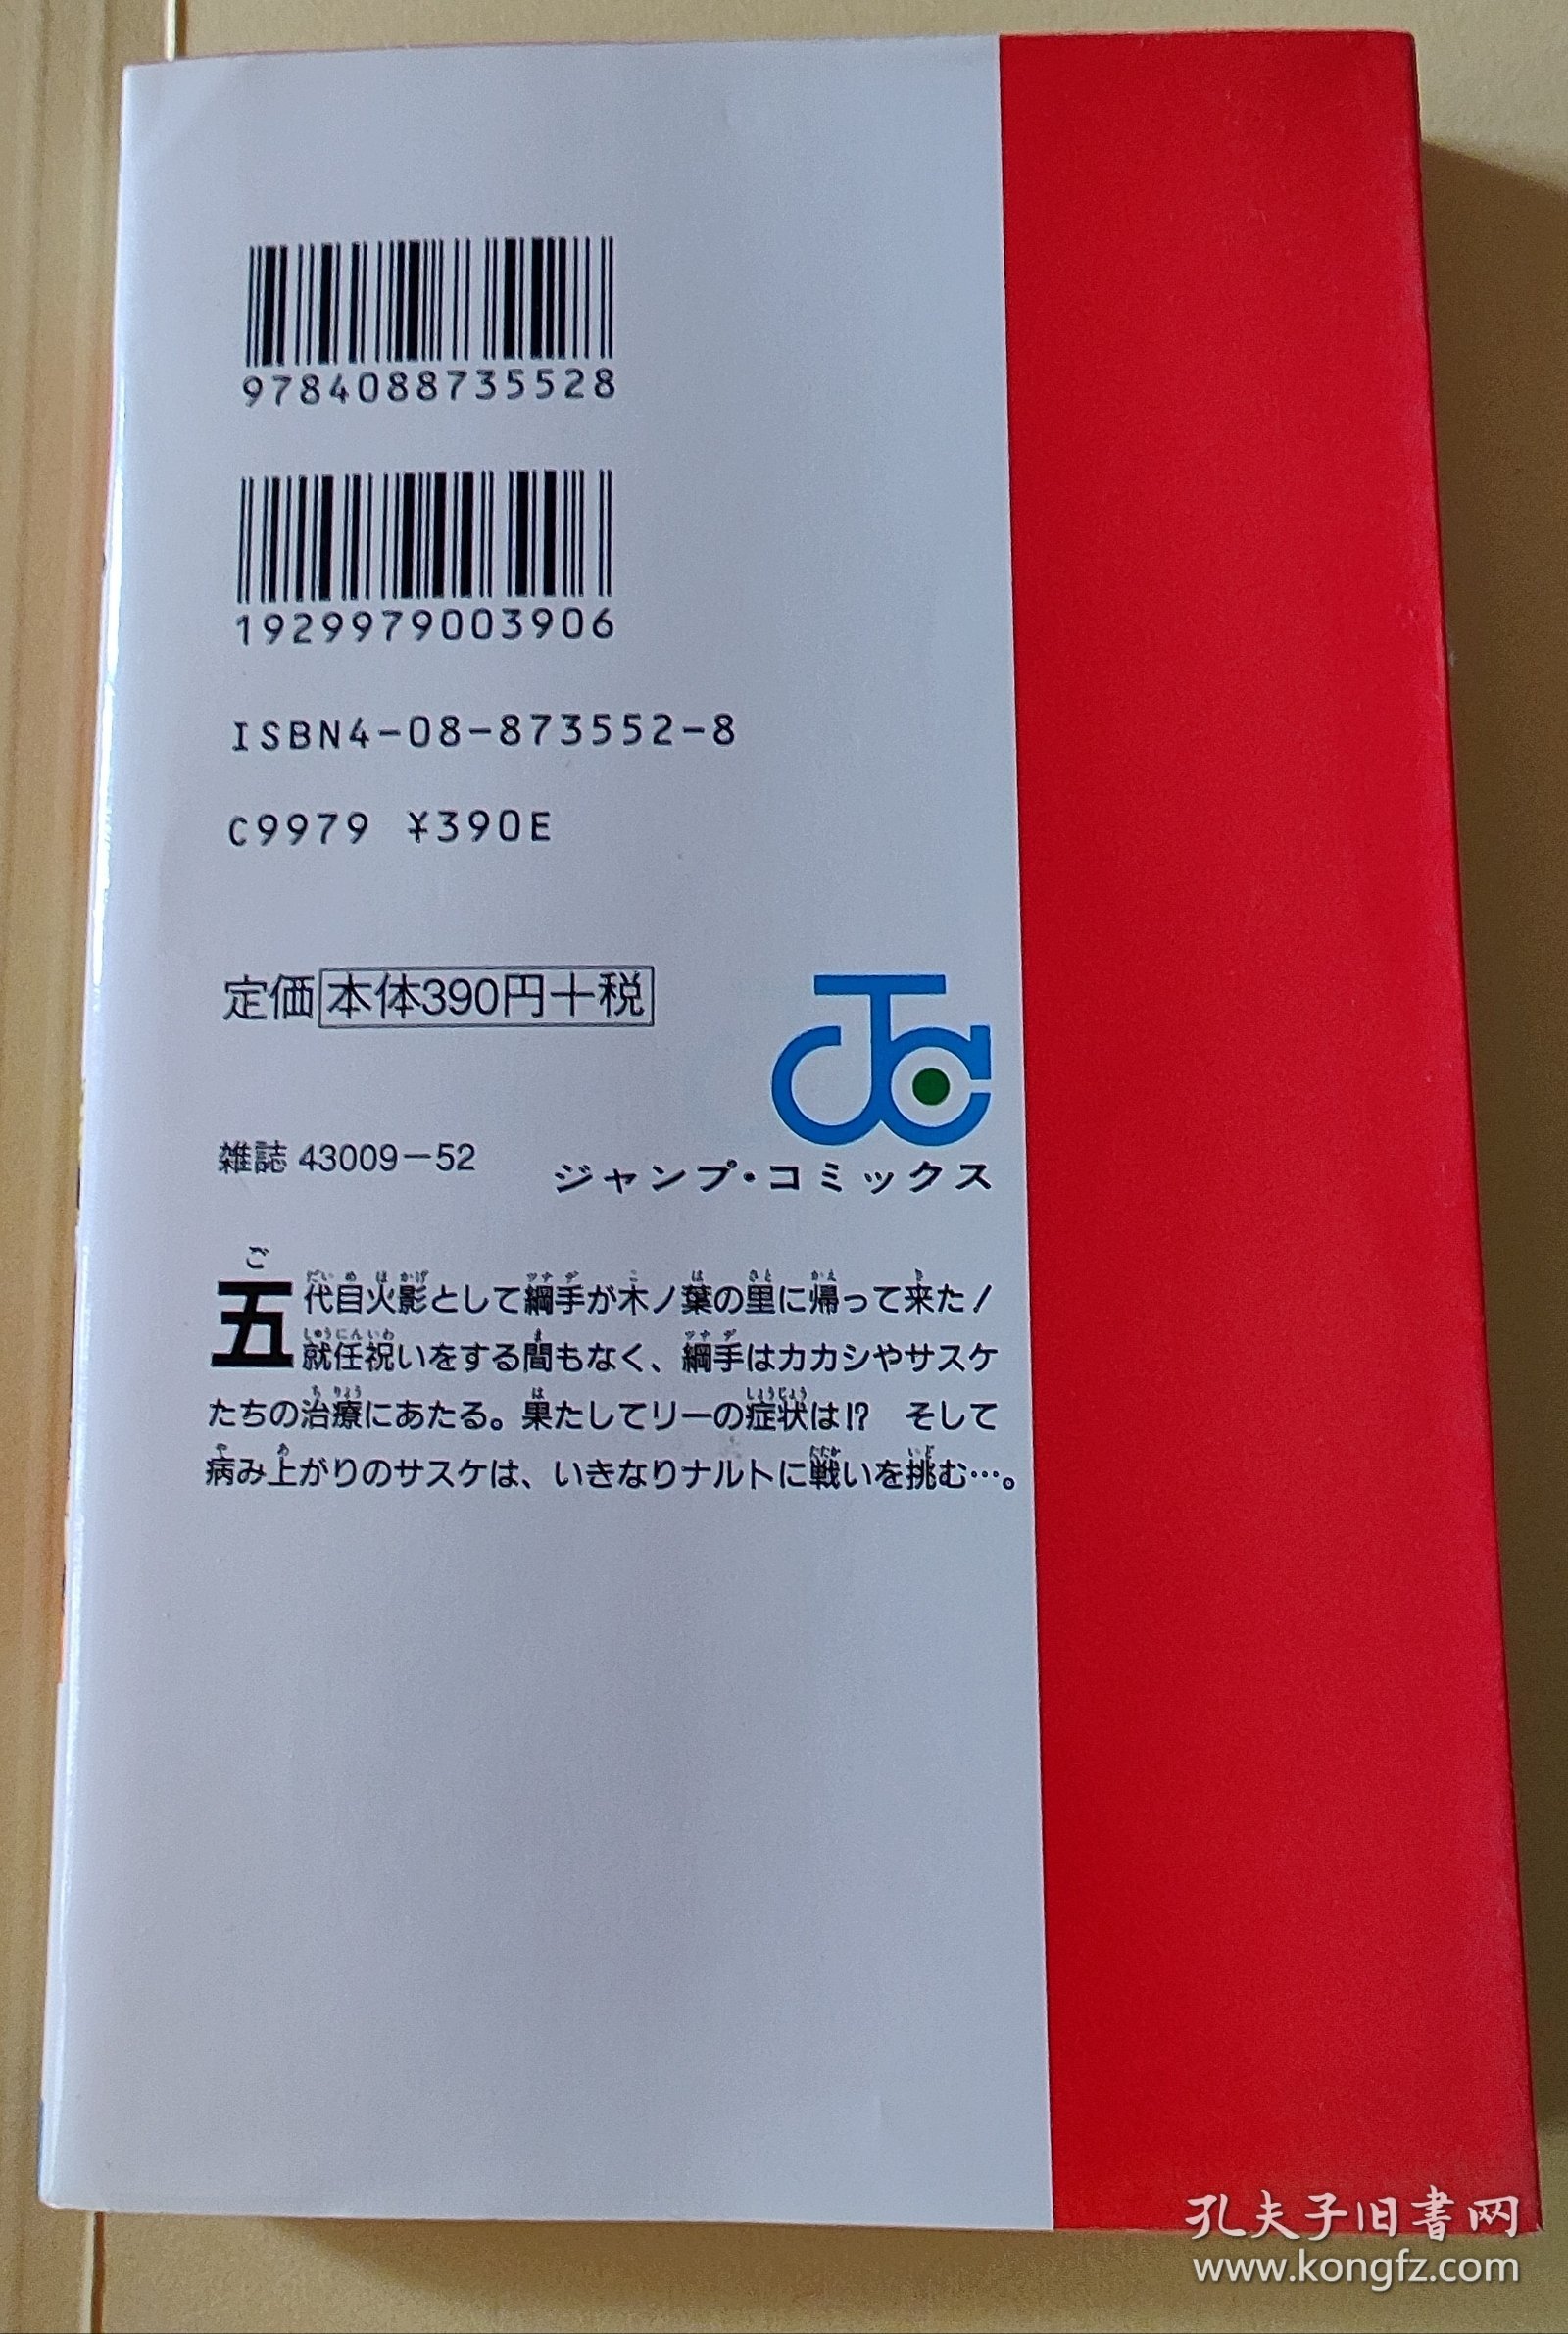 9784088735528
1929979003906
ISBN4-08-873552-8
C9979 ¥390E
定価 本体390円+税
雑誌 43009-52
ジャンプ・コミックス
五代目火影として綱手が木ノ葉の里に帰って来た!
就任祝いをする間もなく、綱手はカカシやサスケ
たちの治療にあたる。果たしてリーの症状は!? そして
病み上がりのサスケは、いきなりナルトに戦いを挑む…。
孔夫子旧書网
www.kongfz.com